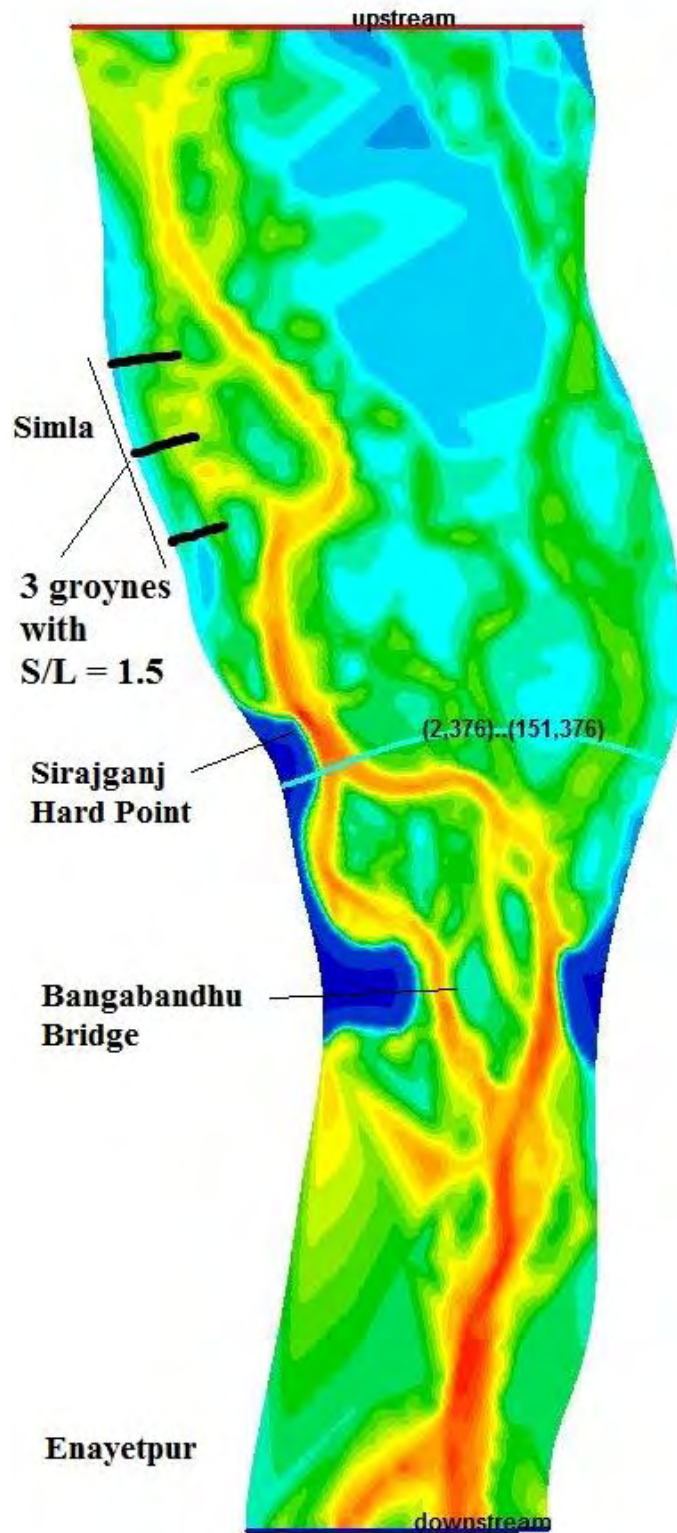 upstream
Simla
3 groynes
with
S/L = 1.5
(2,376)..(151,376)
Sirajganj
Hard Point
Bangabandhu
Bridge
Enayetpur
downstream